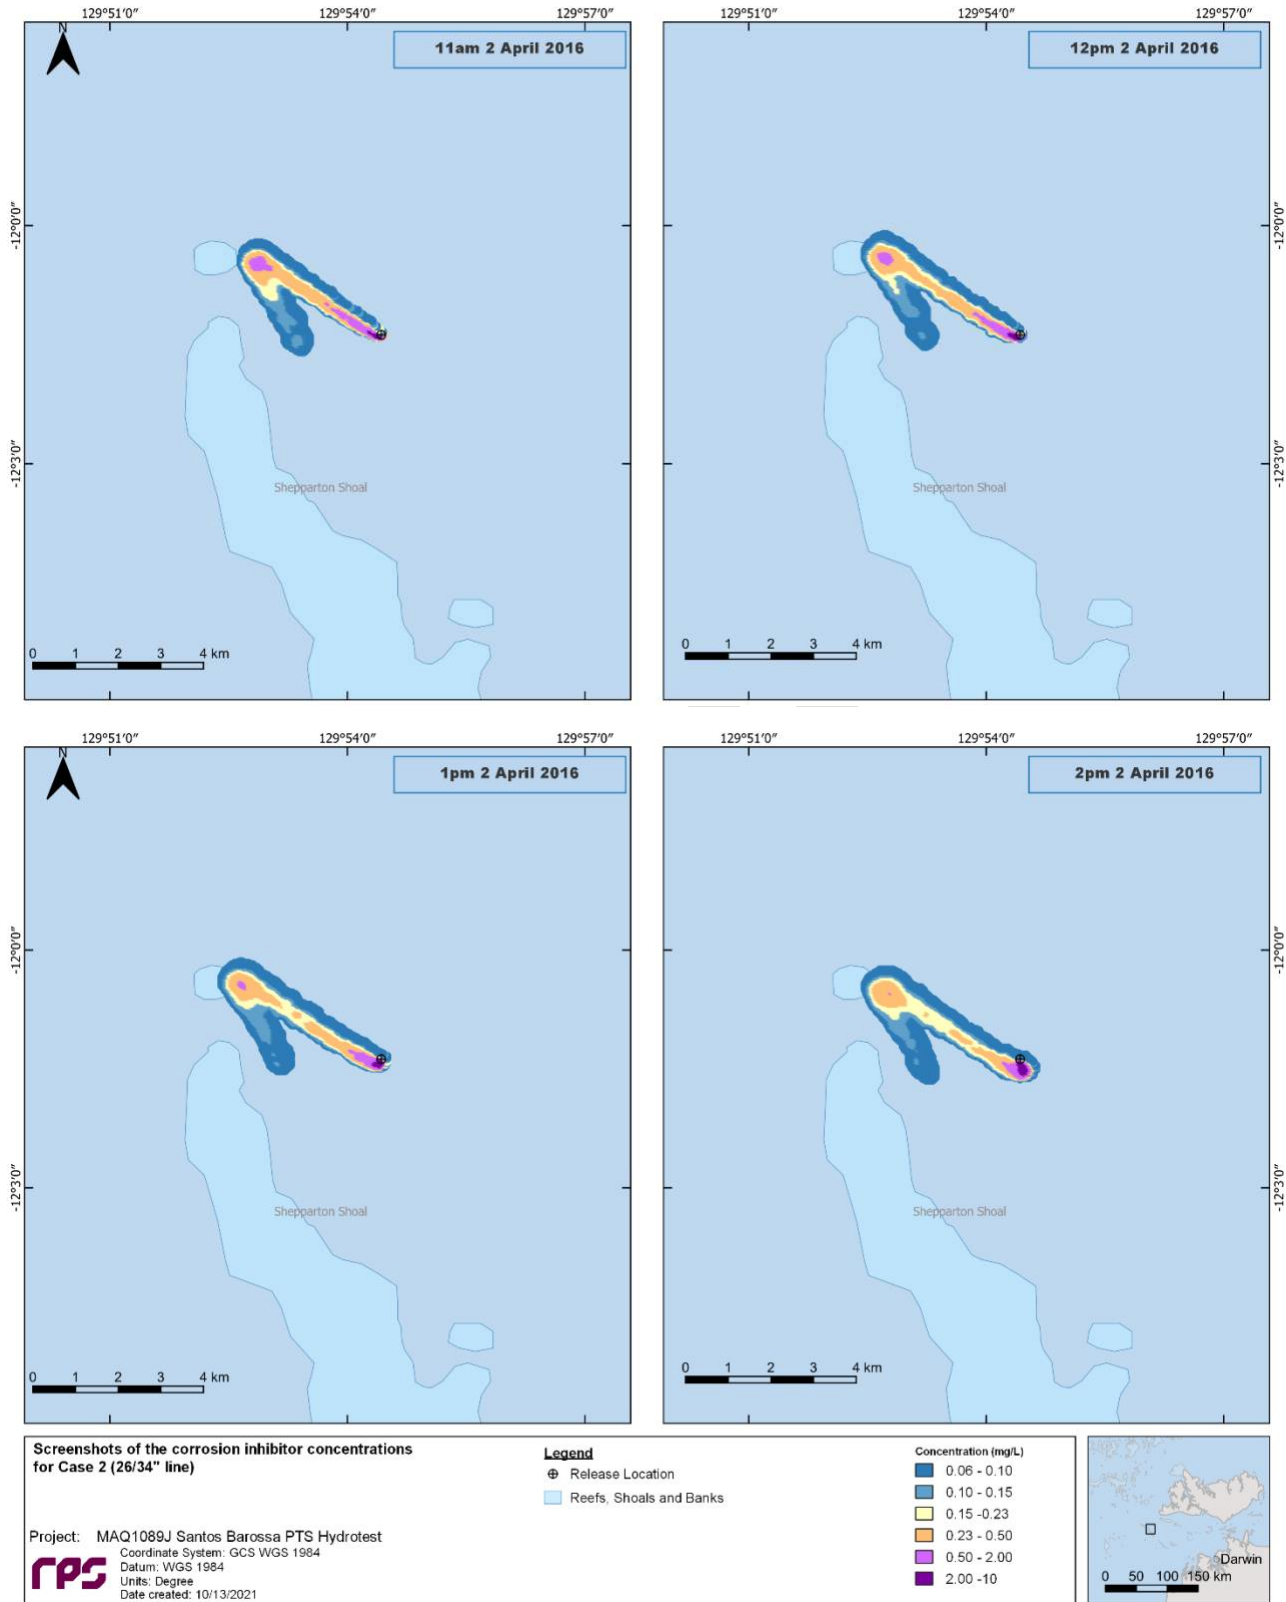 129°51'0" 129°54'0" 129°57'0" 129°51'0" 129°54'0" 129°57'0"
N
11am 2 April 2016
12pm 2 April 2016
-12°0'0"
-12°0'0"
-12°3'0"
-12°3'0"
Shepparton Shoal
Shepparton Shoal
0 1 2 3 4 km
0 1 2 3 4 km
129°51'0" 129°54'0" 129°57'0" 129°51'0" 129°54'0" 129°57'0"
N
1pm 2 April 2016
2pm 2 April 2016
-12°0'0"
-12°0'0"
-12°3'0"
-12°3'0"
Shepparton Shoal
Shepparton Shoal
0 1 2 3 4 km
0 1 2 3 4 km
Screenshots of the corrosion inhibitor concentrations
for Case 2 (26/34" line)
Project: MAQ1089J Santos Barossa PTS Hydrotest
rps
Coordinate System: GCS WGS 1984
Datum: WGS 1984
Units: Degree
Date created: 10/13/2021
Legend
Release Location
Reefs, Shoals and Banks
Concentration (mg/L)
0.06 - 0.10
0.10 - 0.15
0.15 -0.23
0.23 - 0.50
0.50 - 2.00
2.00 -10
Darwin
0 50 100 150 km